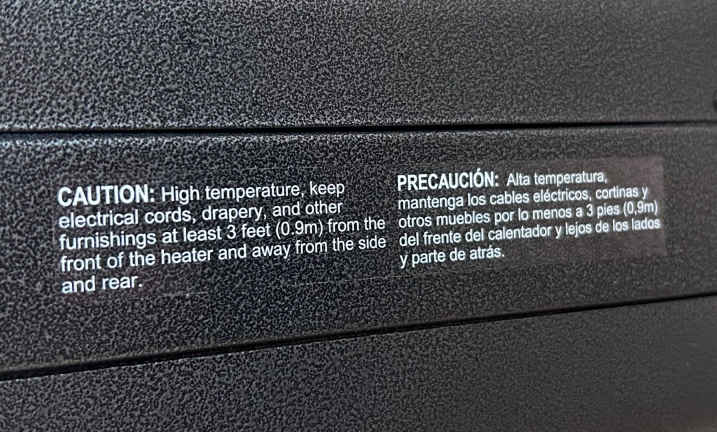 CAUTION: High temperature, keep
electrical cords, drapery, and other
furnishings at least 3 feet (0.9m) from the
front of the heater and away from the side
and rear.
PRECAUCIÓN: Alta temperatura,
mantenga los cables eléctricos, cortinas y
otros muebles por lo menos a 3 pies (0,9m)
del frente del calentador y lejos de los lados
y parte de atrás.